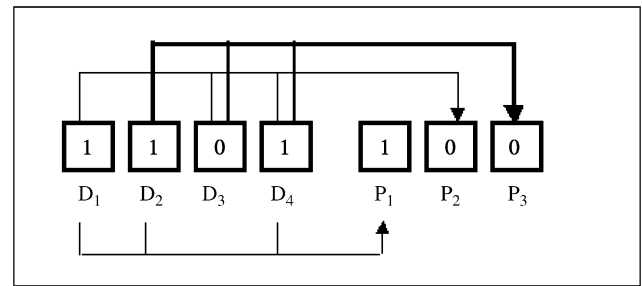 1 1 0 1 1 0 0
D₁ D₂ D₃ D₄ P₁ P₂ P₃